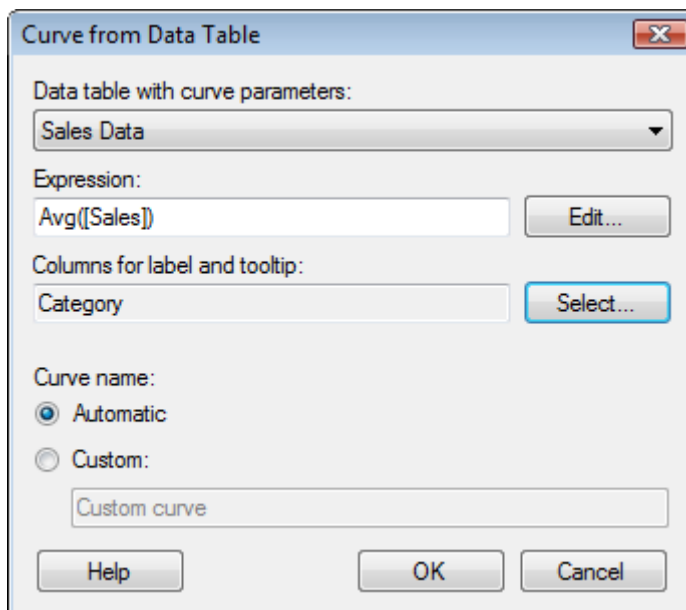 Curve from Data Table
Data table with curve parameters:
Sales Data
Expression:
Avg([Sales])
Edit...
Columns for label and tooltip:
Category
Select...
Curve name:
Automatic
Custom:
Custom curve
Help
OK
Cancel